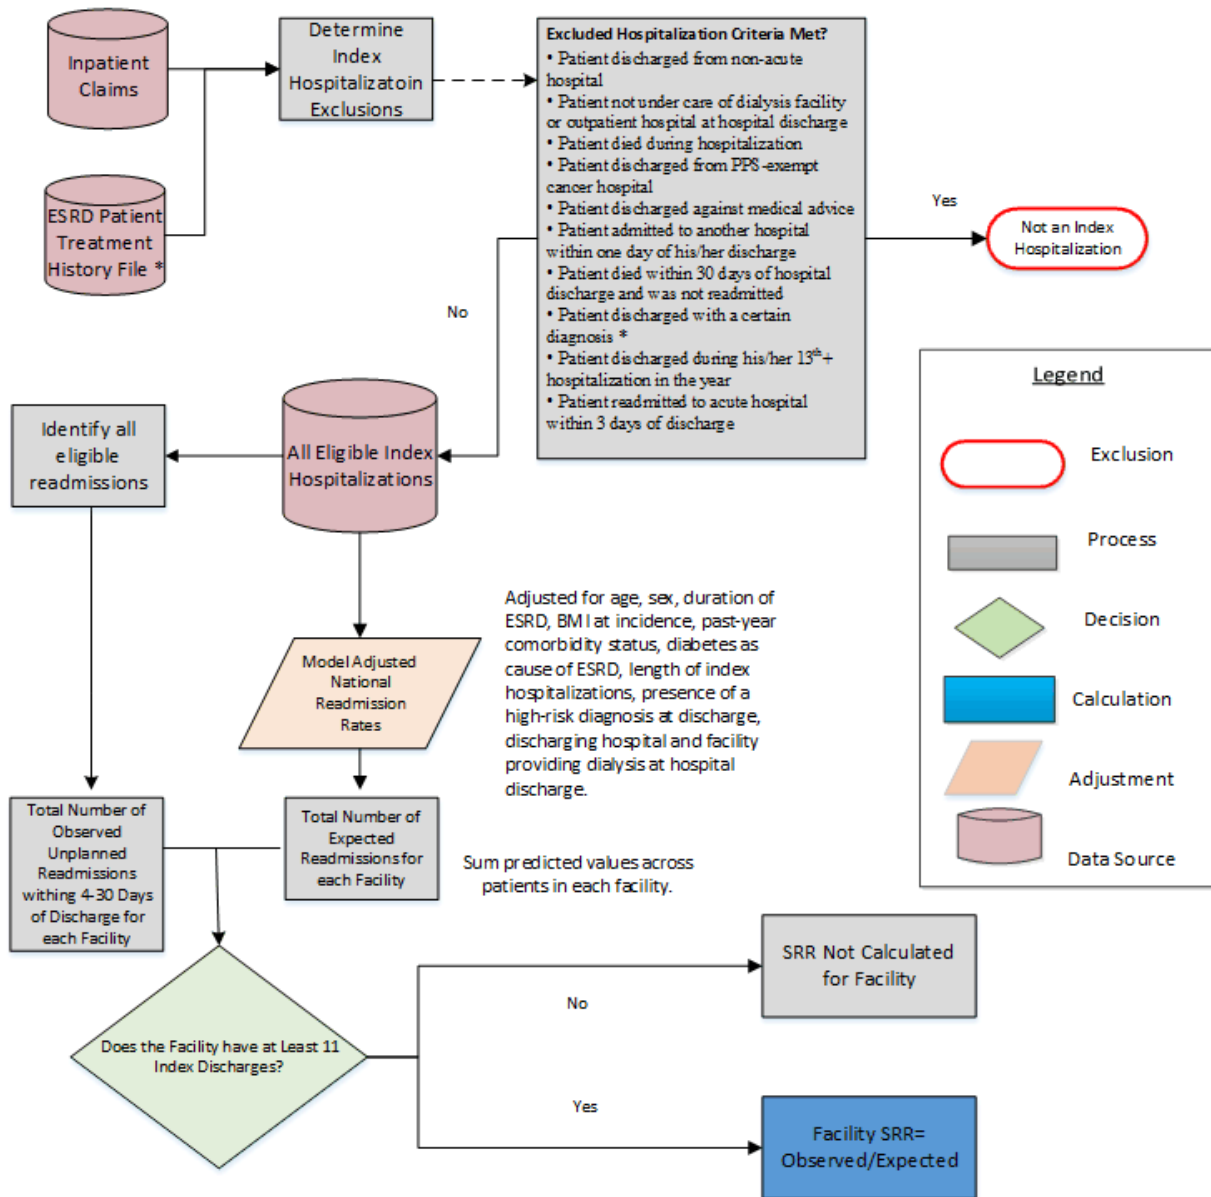 Inpatient
Claims
Determine
Index
Hospitalizatoin
Exclusions
Excluded Hospitalization Criteria Met?
• Patient discharged from non-acute
hospital
• Patient not under care of dialysis facility
or outpatient hospital at hospital discharge
• Patient died during hospitalization
• Patient discharged from PPS-exempt
cancer hospital
• Patient discharged against medical advice
• Patient admitted to another hospital
within one day of his/her discharge
• Patient died within 30 days of hospital
discharge and was not readmitted
• Patient discharged with a certain
diagnosis *
• Patient discharged during his/her 13th+
hospitalization in the year
• Patient readmitted to acute hospital
within 3 days of discharge
ESRD Patient
Treatment
History File *
Yes
Not an Index
Hospitalization
No
Identify all
eligible
readmissions
All Eligible Index
Hospitalizations
Legend
Exclusion
Process
Decision
Calculation
Adjustment
Data Source
Model Adjusted
National
Readmission
Rates
Adjusted for age, sex, duration of
ESRD, BMI at incidence, past-year
comorbidity status, diabetes as
cause of ESRD, length of index
hospitalizations, presence of a
high-risk diagnosis at discharge,
discharging hospital and facility
providing dialysis at hospital
discharge.
Total Number of
Observed
Unplanned
Readmissions
withing 4-30 Days
of Discharge for
each Facility
Total Number of
Expected
Readmissions for
each Facility
Sum predicted values across
patients in each facility.
Does the Facility have at Least 11
Index Discharges?
No
SRR Not Calculated
for Facility
Yes
Facility SRR=
Observed/Expected